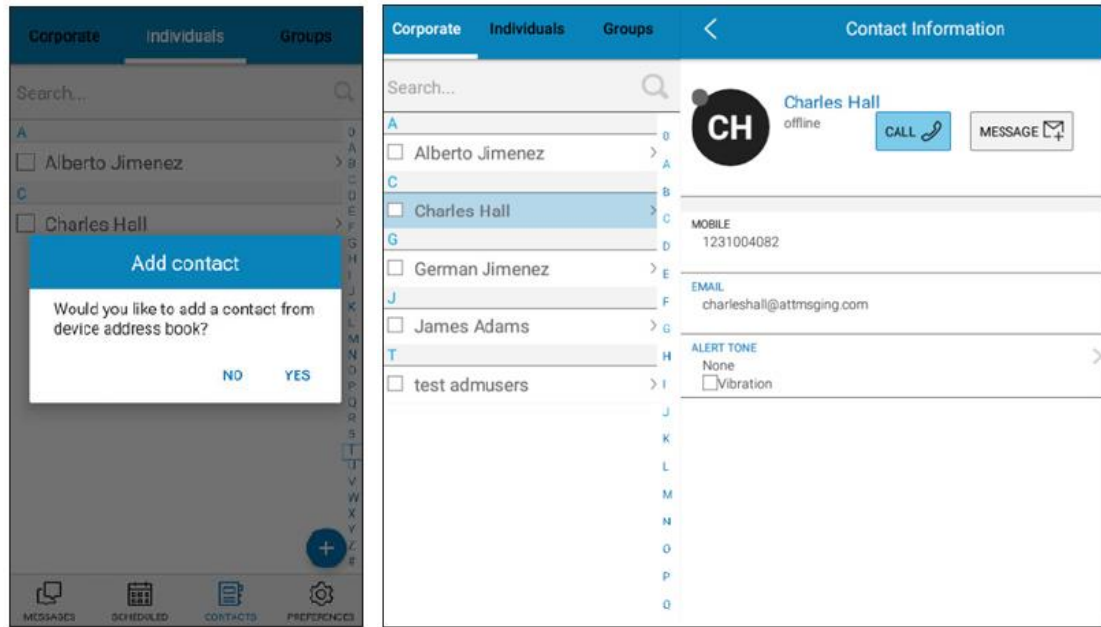 Corporate Individuals Groups
Search...
A
Alberto Jimenez
C
Charles Hall
Add contact
Would you like to add a contact from
device address book?
NO YES
0
A
B
C
D
E
F
G
H
I
J
K
L
M
N
O
P
Q
R
S
T
U
V
W
X
Y
Z
#
MESSAGES SCHEDULED CONTACTS PREFERENCES
Corporate Individuals Groups
Search...
A
Alberto Jimenez
C
Charles Hall
G
German Jimenez
J
James Adams
T
test admusers
0
A
B
C
D
E
F
G
H
I
J
K
L
M
N
O
P
Q
Contact Information
CH
Charles Hall
offline
CALL MESSAGE
MOBILE
1231004082
EMAIL
charleshall@attmsging.com
ALERT TONE
None
Vibration